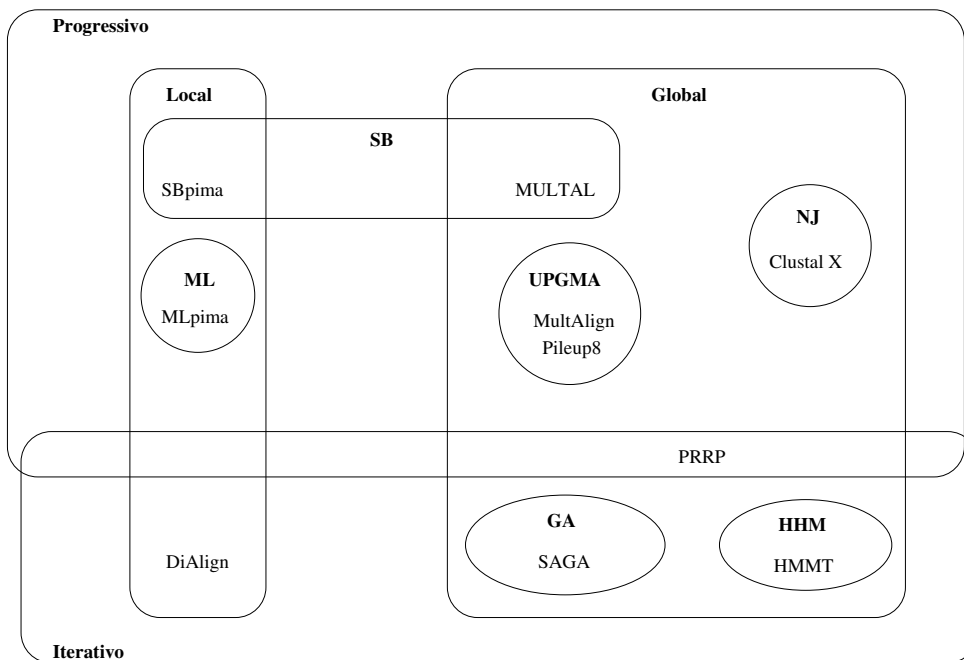 Progressivo
Local
Global
SB
SBpima
MULTAL
NJ
Clustal X
ML
MLpima
UPGMA
MultAlign
Pileup8
PRRP
GA
SAGA
HHM
HMMT
DiAlign
Iterativo